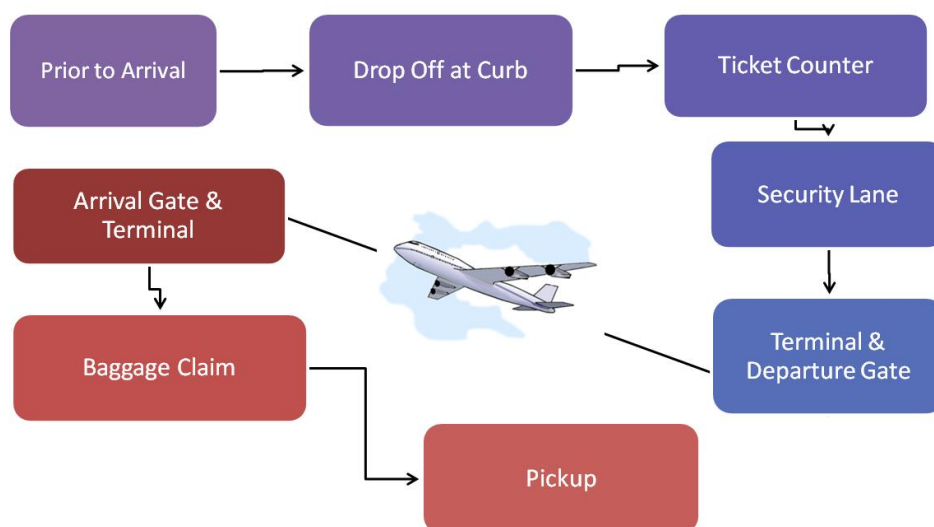 Prior to Arrival
Drop Off at Curb
Ticket Counter
Security Lane
Terminal &
Departure Gate
Arrival Gate &
Terminal
Baggage Claim
Pickup